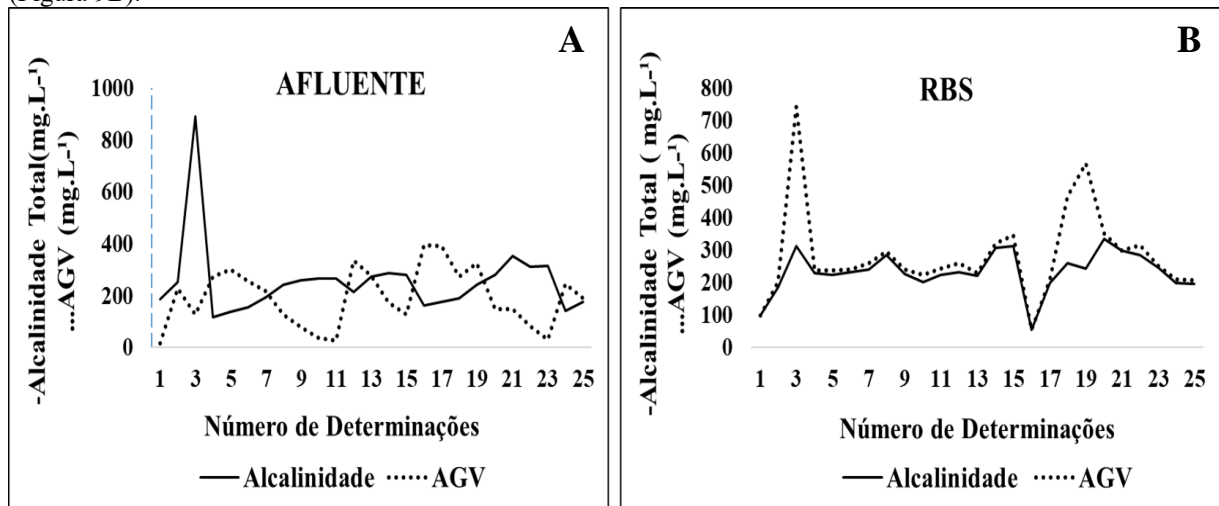 (Figura 9B).
A
AFLUENTE
-Alcalinidade Total(mg.L-¹)
...AGV (mg.L-¹)
1000
800
600
400
200
0
1 3 5 7 9 11 13 15 17 19 21 23 25
Número de Determinações
Alcalinidade AGV
B
RBS
-Alcalinidade Total ( mg.L-¹)
...AGV (mg.L-¹)
800
700
600
500
400
300
200
100
0
1 3 5 7 9 11 13 15 17 19 21 23 25
Número de Determinações
Alcalinidade AGV